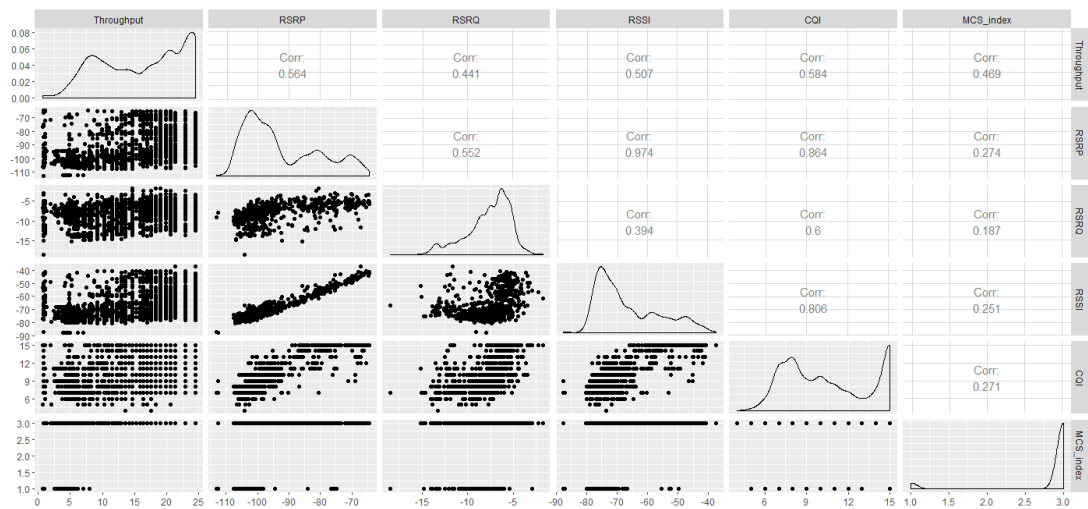 Throughput RSRP RSRQ RSSI CQI MCS_index
0.08
0.06
0.04
0.02
0.00
Corr:
0.564
Corr:
0.441
Corr:
0.507
Corr:
0.584
Corr:
0.469
Throughput
-70
-80
-90
-100
-110
Corr:
0.552
Corr:
0.974
Corr:
0.864
Corr:
0.274
RSRP
-5
-10
-15
Corr:
0.394
Corr:
0.6
Corr:
0.187
RSRQ
-40
-50
-60
-70
-80
-90
Corr:
0.806
Corr:
0.251
RSSI
15
12
9
6
Corr:
0.271
CQI
3.0
2.5
2.0
1.5
1.0
MCS_index
0 5 10 15 20 25 -110 -100 -90 -80 -70 -15 -10 -5 -90 -80 -70 -60 -50 -40 6 9 12 15 1.0 1.5 2.0 2.5 3.0